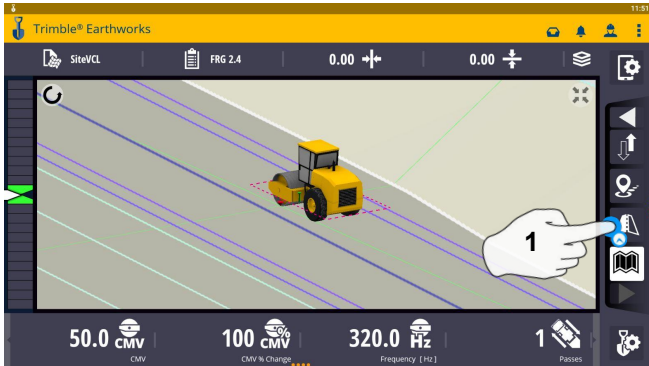 11:51
Trimble® Earthworks
SiteVCL FRG 2.4 0.00 0.00
1
50.0 CMV 100 CMV % 320.0 Hz 1
CMV CMV % Change Frequency [Hz] Passes